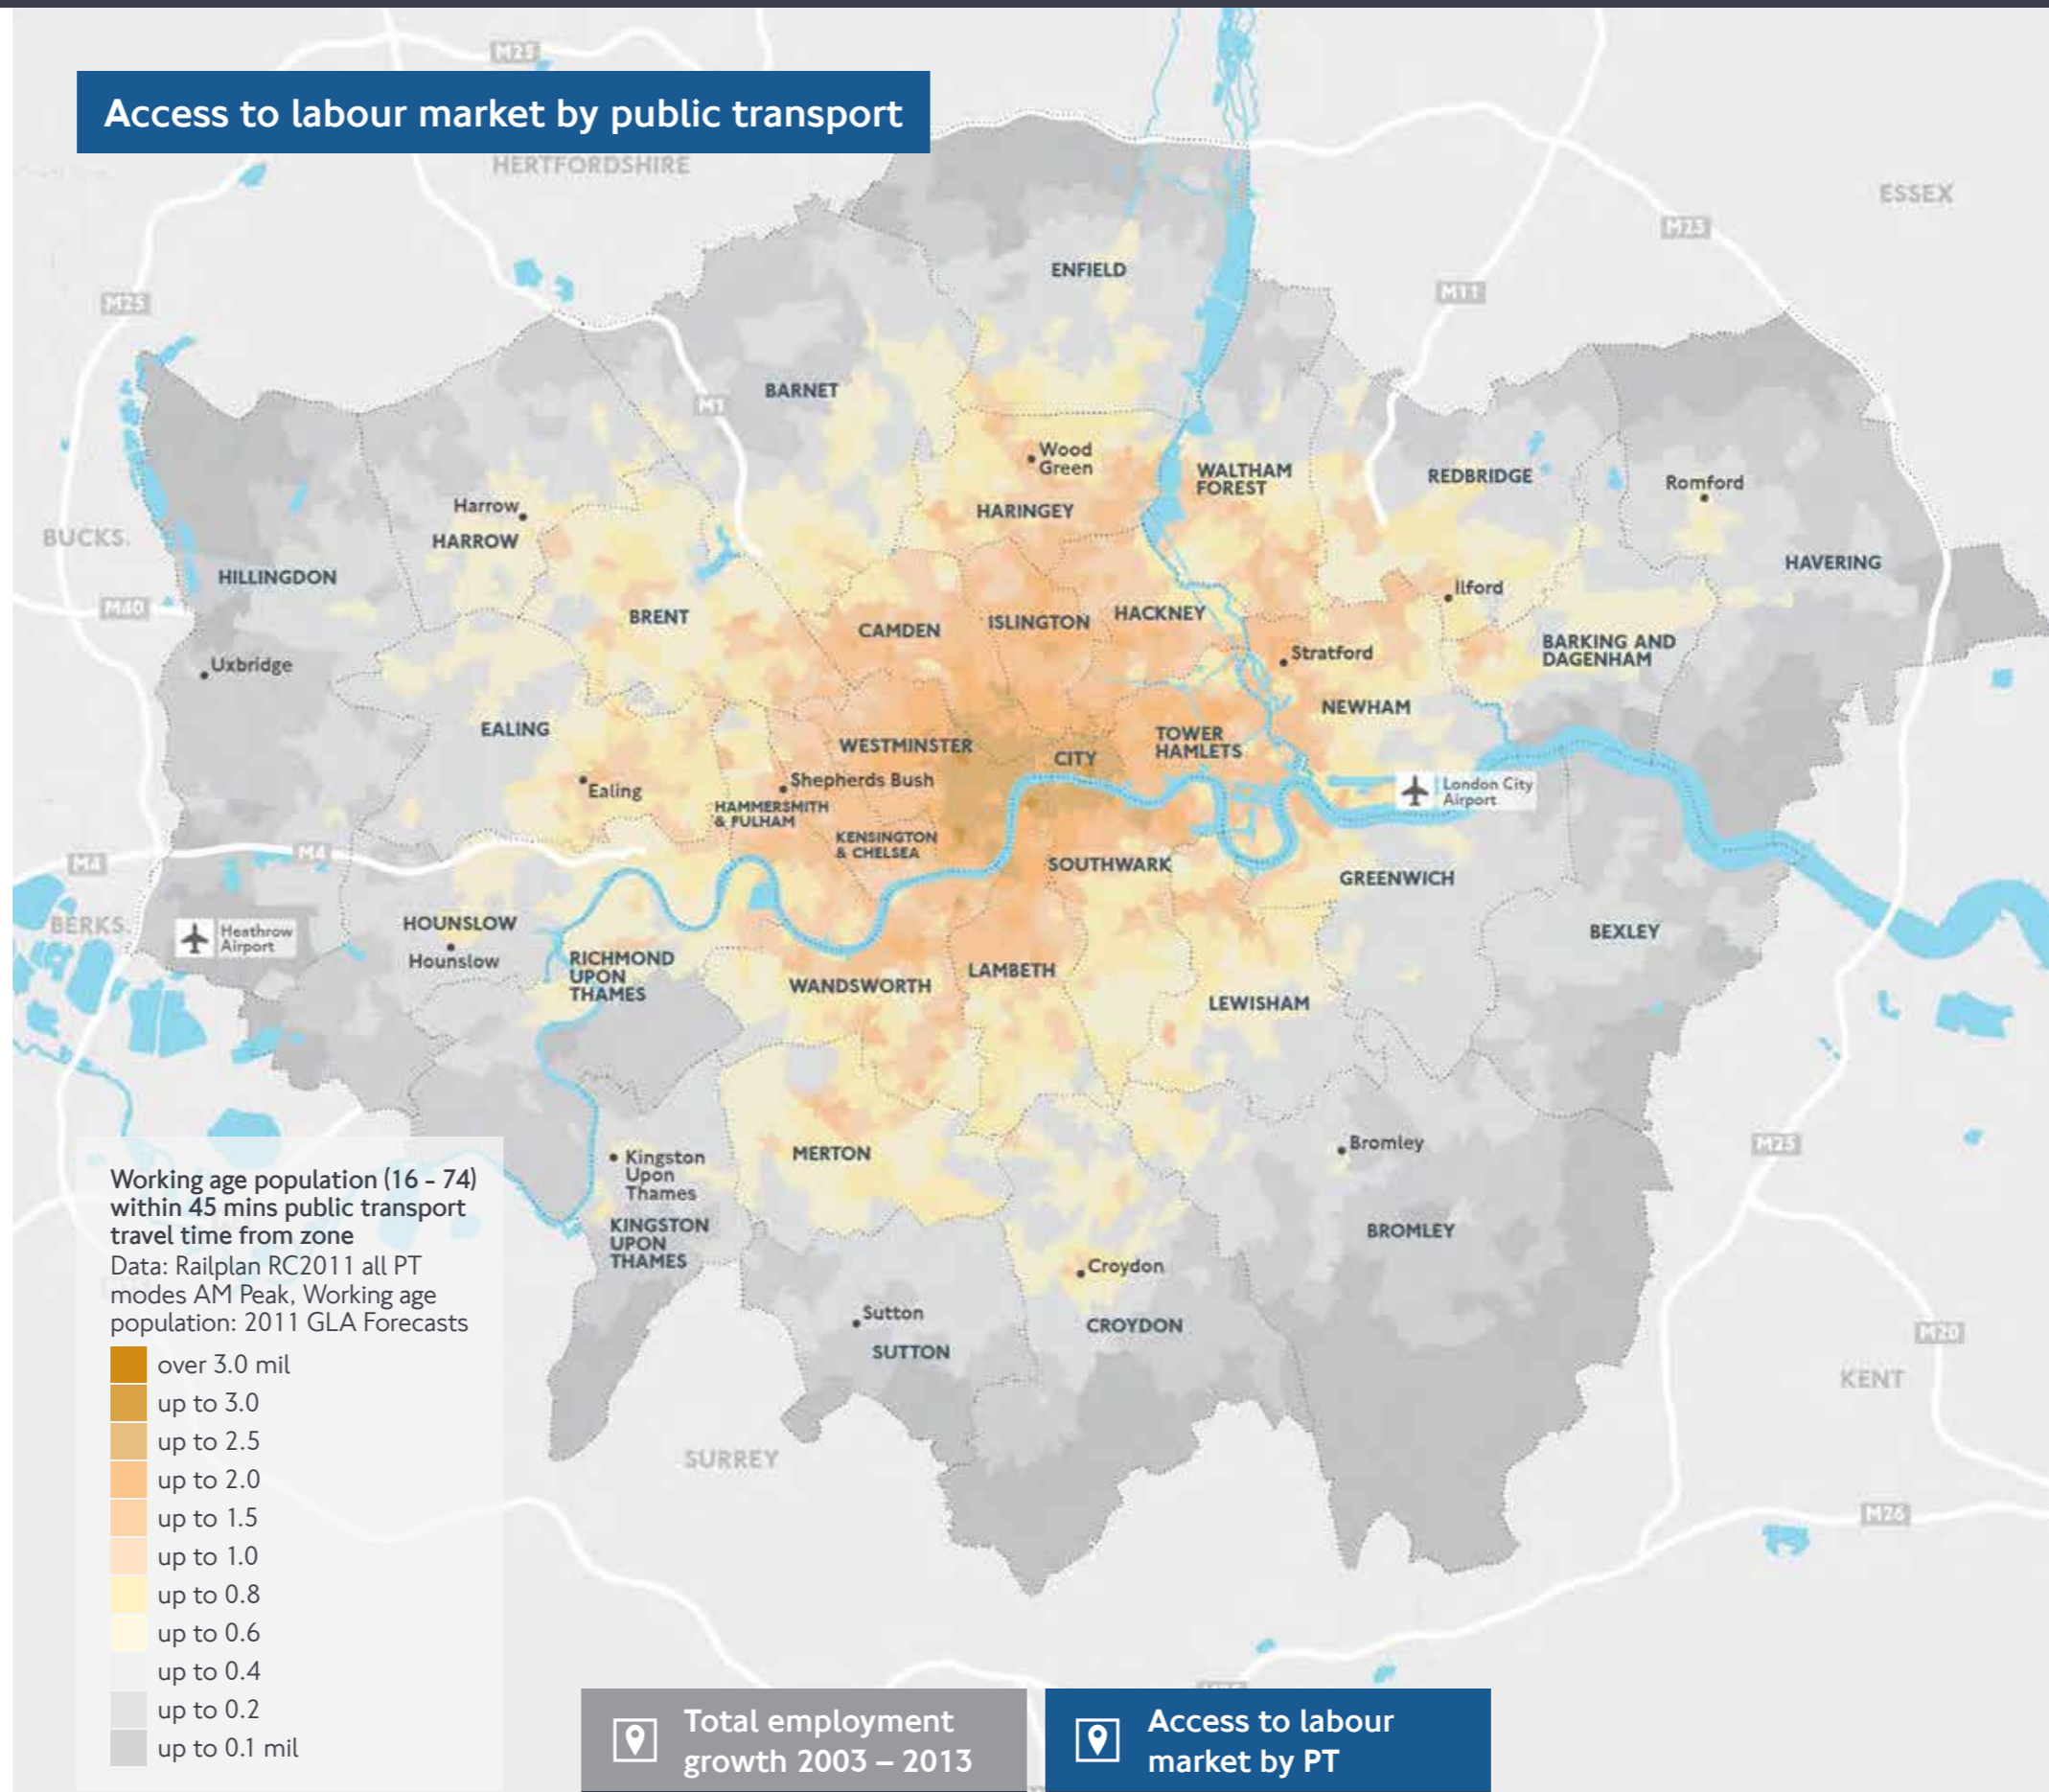 M25
Access to labour market by public transport
HERTFORDSHIRE
ESSEX
M25
ENFIELD
M25
M11
BARNET
M1
Wood
Green
WALTHAM
FOREST
REDBRIDGE
Romford
Harrow
HARINGEY
BUCKS.
HARROW
HAVERING
HILLINGDON
M40
Ilford
BRENT
CAMDEN
ISLINGTON
HACKNEY
Stratford
BARKING AND
DAGENHAM
Uxbridge
NEWHAM
EALING
WESTMINSTER
CITY
TOWER
HAMLETS
Shepherds Bush
Ealing
London City
Airport
HAMMERSMITH
& FULHAM
KENSINGTON
& CHELSEA
M4
M4
SOUTHWARK
GREENWICH
BERKS.
Heathrow
Airport
HOUNSLOW
Hounslow
BEXLEY
RICHMOND
UPON
THAMES
WANDSWORTH
LAMBETH
LEWISHAM
MERTON
Bromley
M25
Kingston
Upon
Thames
KINGSTON
UPON
THAMES
BROMLEY
Croydon
Sutton
SUTTON
CROYDON
M20
KENT
SURREY
M26
Working age population (16 - 74)
within 45 mins public transport
travel time from zone
Data: Railplan RC2011 all PT
modes AM Peak, Working age
population: 2011 GLA Forecasts
over 3.0 mil
up to 3.0
up to 2.5
up to 2.0
up to 1.5
up to 1.0
up to 0.8
up to 0.6
up to 0.4
up to 0.2
up to 0.1 mil
Total employment
growth 2003 – 2013
Access to labour
market by PT